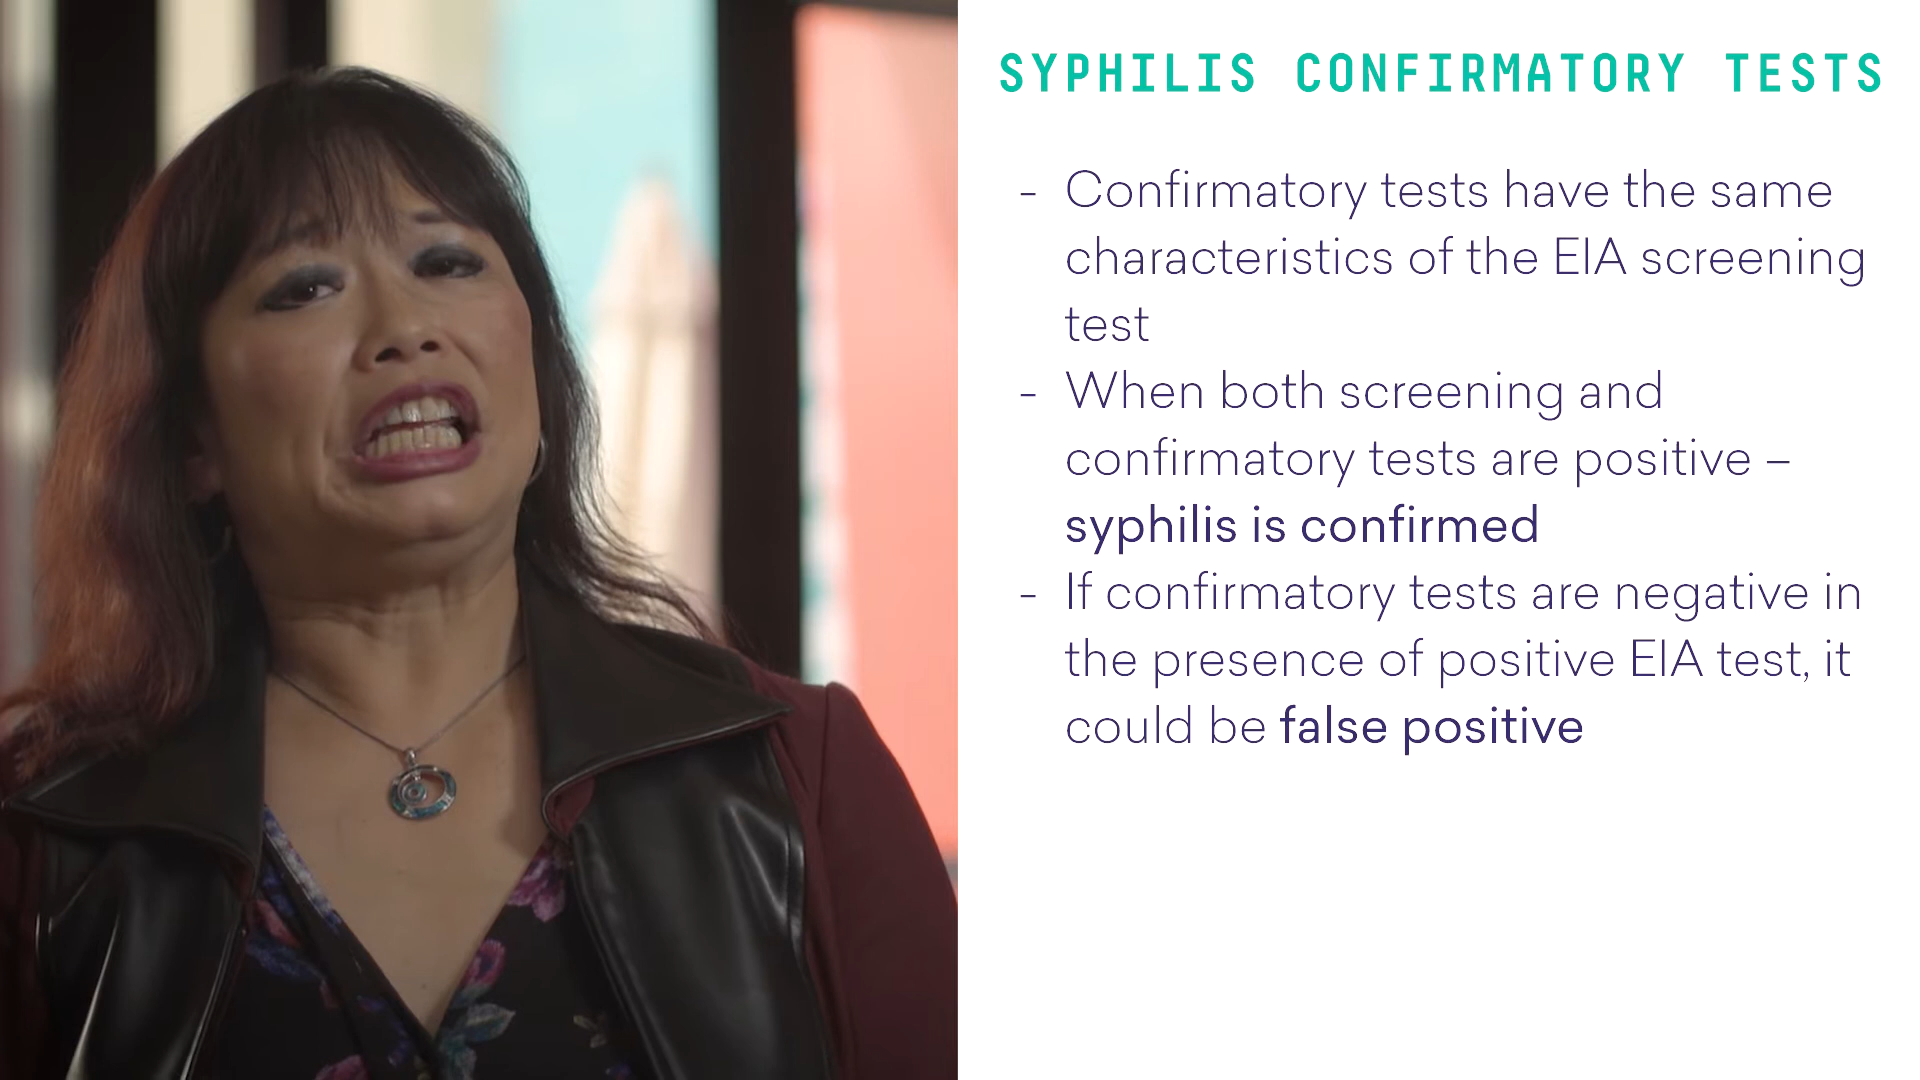 SYPHILIS CONFIRMATORY TESTS
- Confirmatory tests have the same
characteristics of the EIA screening
test
- When both screening and
confirmatory tests are positive –
syphilis is confirmed
- If confirmatory tests are negative in
the presence of positive EIA test, it
could be false positive